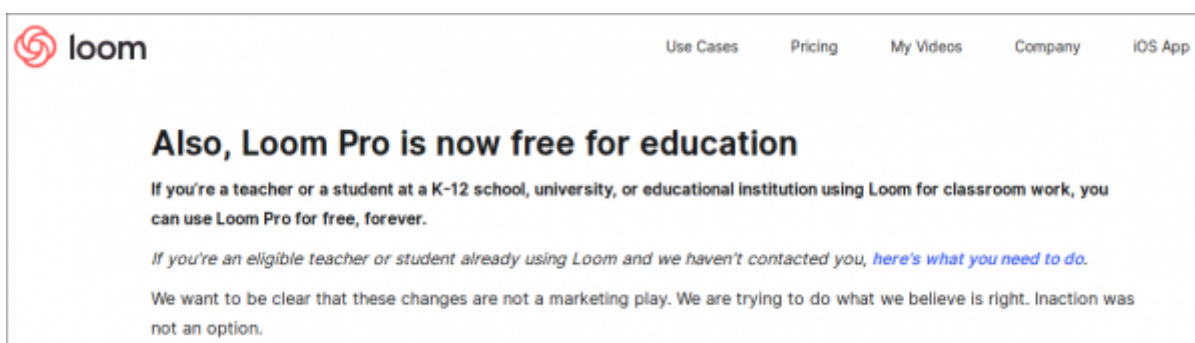 loom
Use Cases Pricing My Videos Company iOS App
Also, Loom Pro is now free for education
If you're a teacher or a student at a K-12 school, university, or educational institution using Loom for classroom work, you
can use Loom Pro for free, forever.
If you're an eligible teacher or student already using Loom and we haven't contacted you, here's what you need to do.
We want to be clear that these changes are not a marketing play. We are trying to do what we believe is right. Inaction was
not an option.